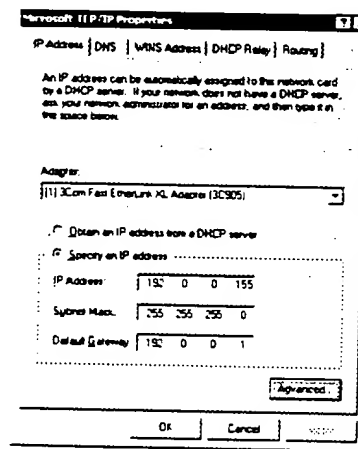 Microsoft TCP/IP Properties ?
IP Address DNS WINS Address DHCP Relay Routing
An IP address can be automatically assigned to this network card
by a DHCP server. If your network does not have a DHCP server,
ask your network administrator for an address, and then type it in
the space below.
Adapter:
[1] 3Com Fast EtherLink XL Adapter (3C905)
Obtain an IP address from a DHCP server
Specify an IP address
IP Address: 192 0 0 155
Subnet Mask: 255 255 255 0
Default Gateway: 192 0 0 1
Advanced...
OK Cancel